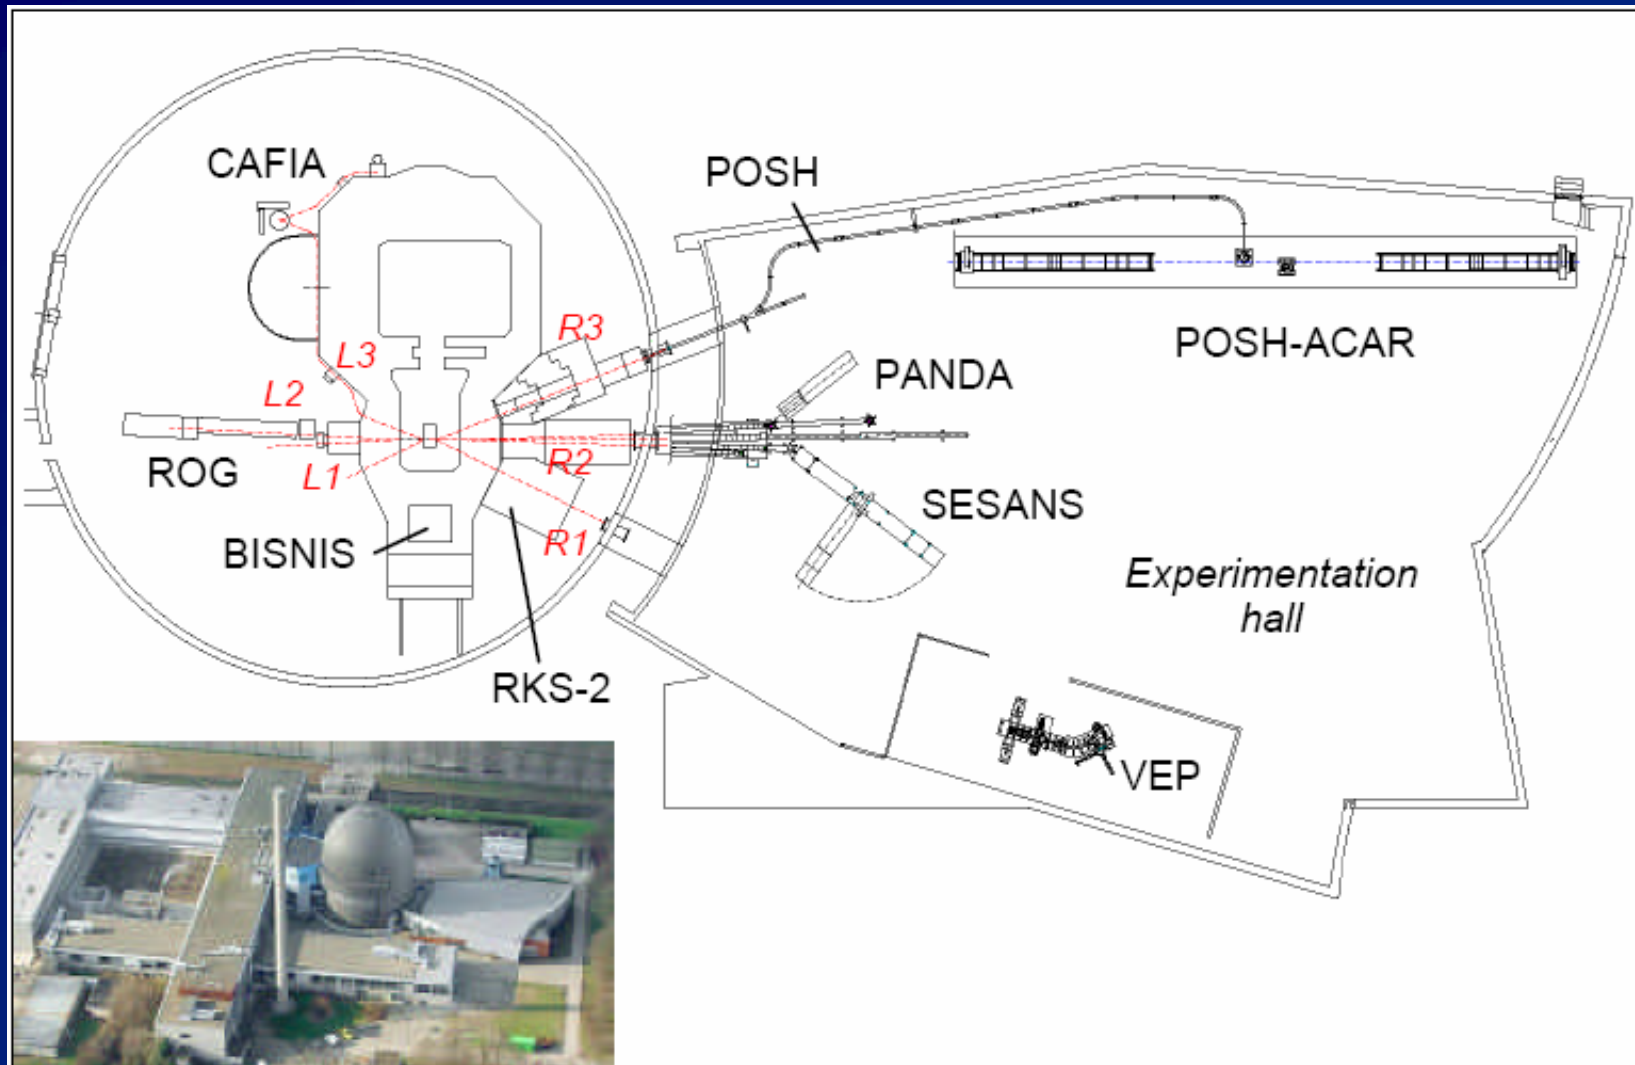 CAFIA
POSH
R3
POSH-ACAR
L3
PANDA
L2
ROG
L1
R2
SESANS
BISNIS
R1
Experimentation
hall
RKS-2
VEP